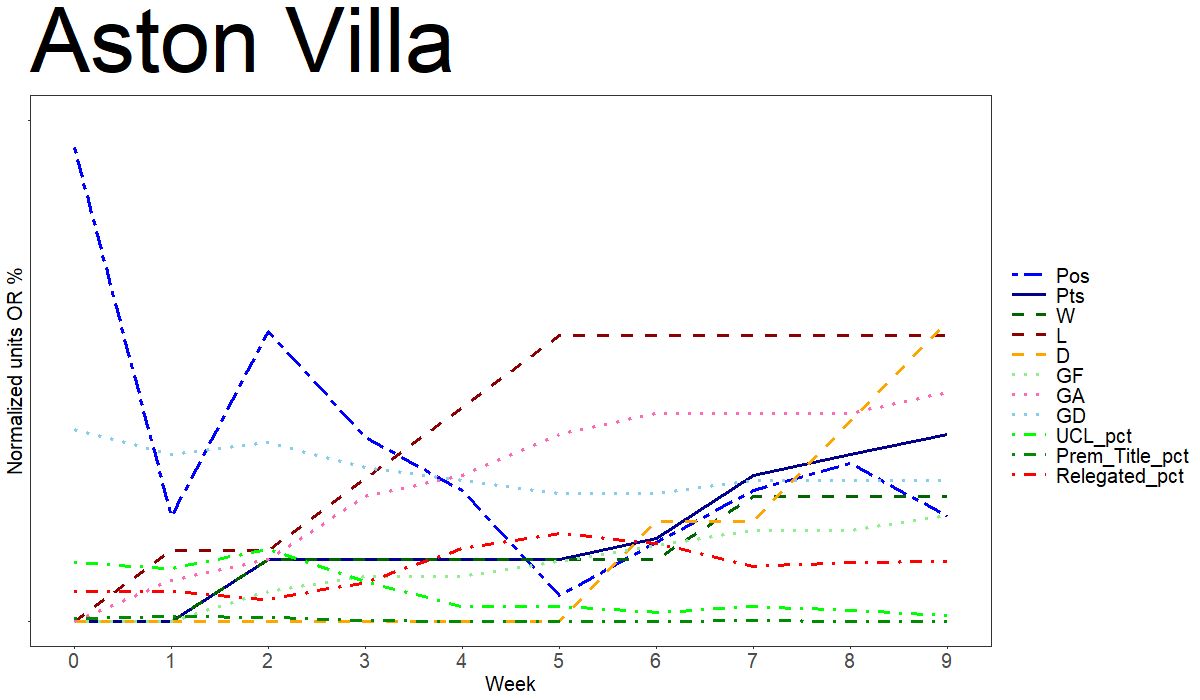 Aston Villa
Normalized units OR %
Pos
Pts
W
L
D
GF
GA
GD
UCL_pct
Prem_Title_pct
Relegated_pct
0 1 2 3 4 5 6 7 8 9
Week